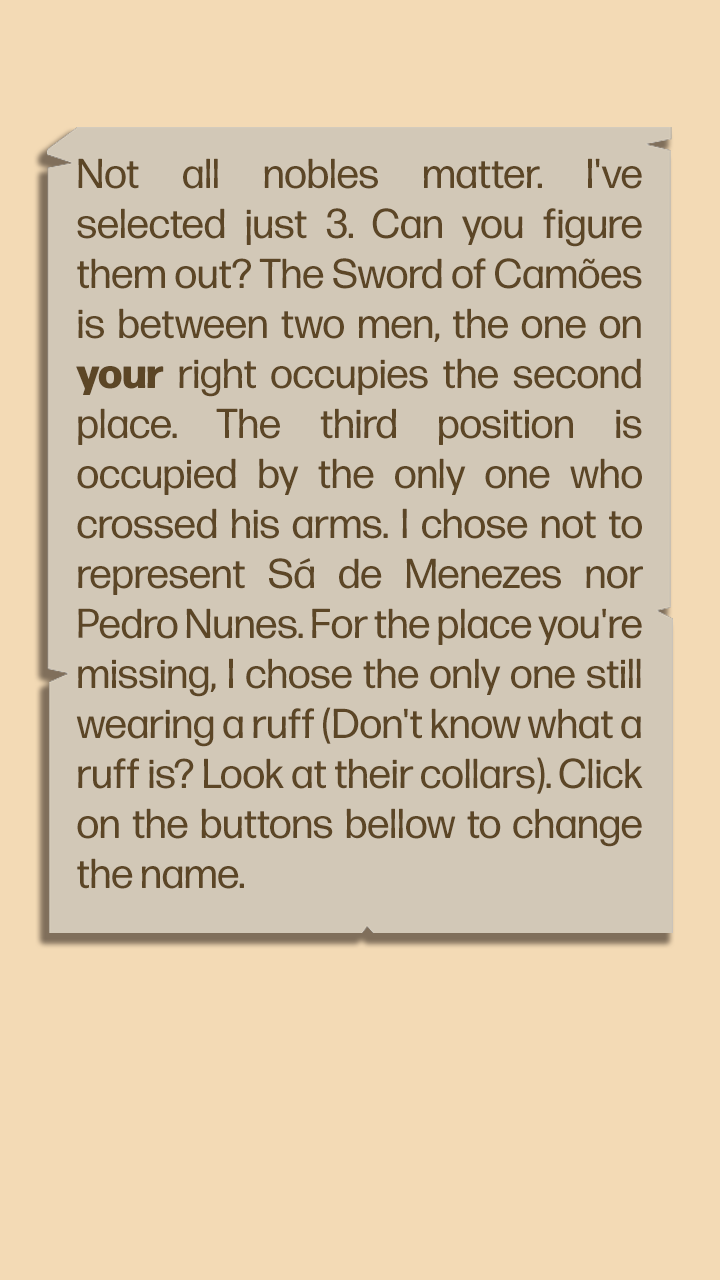 Not all nobles matter. I've
selected just 3. Can you figure
them out? The Sword of Camões
is between two men, the one on
your right occupies the second
place. The third position is
occupied by the only one who
crossed his arms. I chose not to
represent Sá de Menezes nor
Pedro Nunes. For the place you're
missing, I chose the only one still
wearing a ruff (Don't know what a
ruff is? Look at their collars). Click
on the buttons bellow to change
the name.